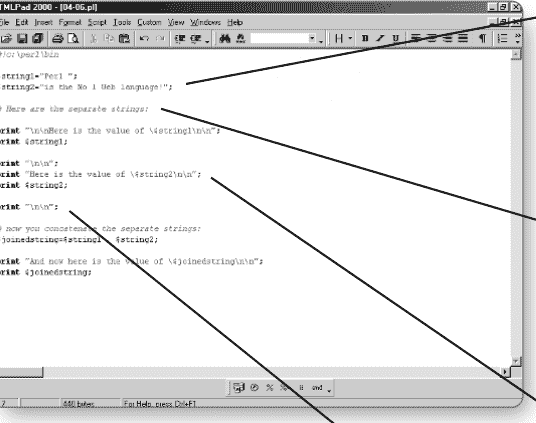 TMLPad 2000 - [04-06.pl]
File Edit Insert Format Script Tools Custom View Windows Help
H B I U ¶
#!c:\perl\bin
string1="Perl ";
string2="is the No 1 Web language!";
Here are the separate strings:
print "\n\nHere is the value of \$string1\n\n";
print $string1;
print "\n\n";
print "Here is the value of \$string2\n\n";
print $string2;
print "\n\n";
now you concatenate the separate strings:
joinedstring=$string1 $string2;
print "And now here is the value of \$joinedstring\n\n";
print $joinedstring;
2 448 bytes For Help, press Ctrl+F1